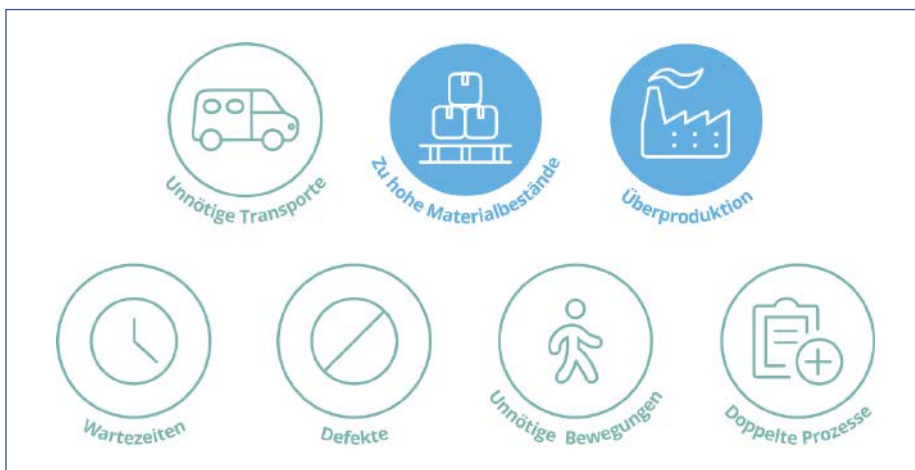 Unnötige Transporte
Zu hohe Materialbestände
Überproduktion
Wartezeiten
Defekte
Unnötige Bewegungen
Doppelte Prozesse